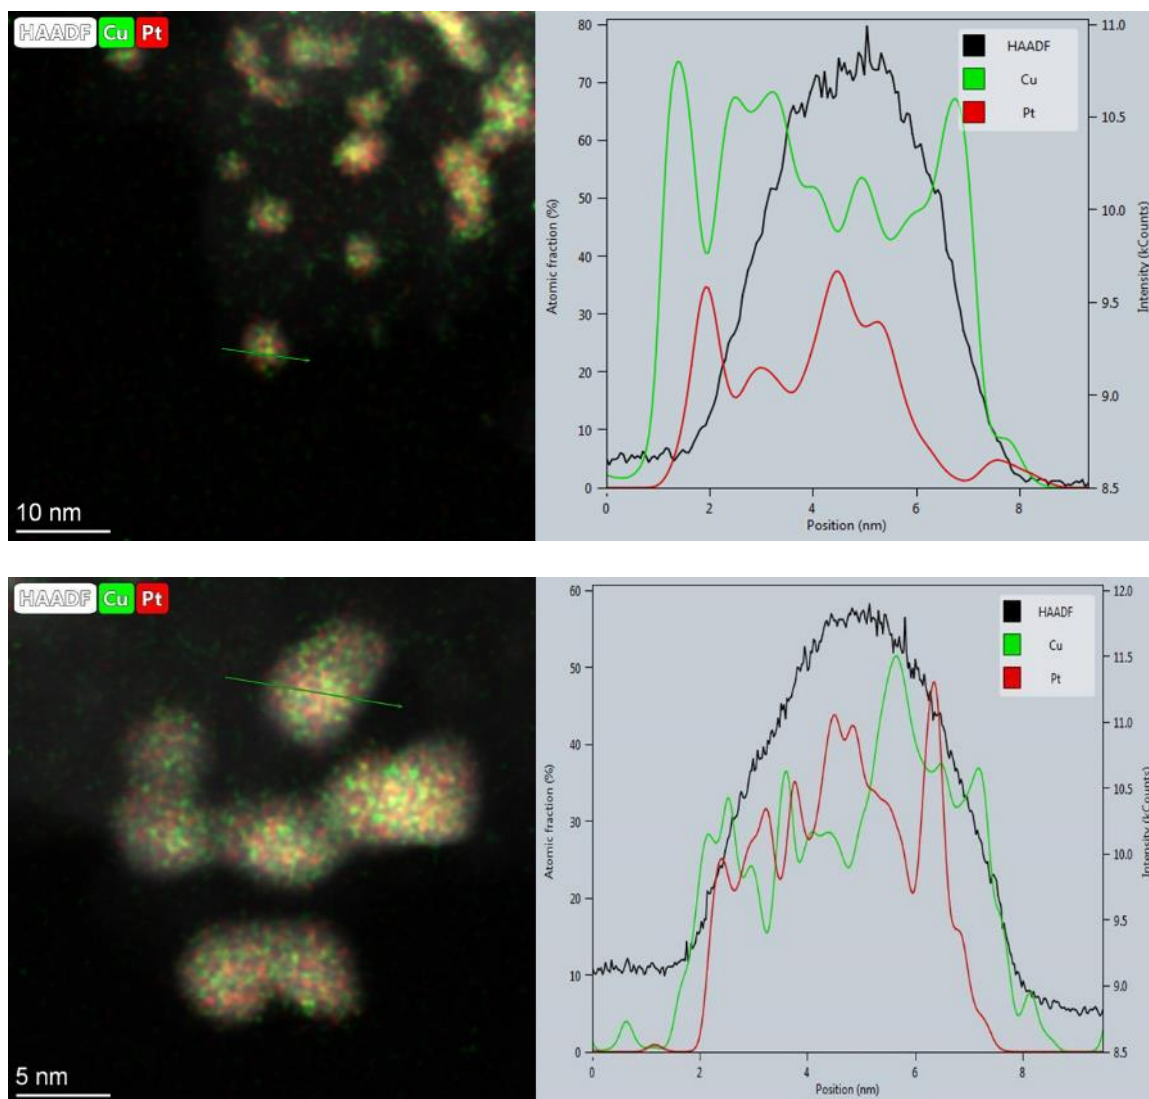 HAADF Cu Pt
10 nm
80
70
60
50
40
30
20
10
0
Atomic fraction (%)
0 2 4 6 8
Position (nm)
11.0
10.5
10.0
9.5
9.0
8.5
Intensity (kCounts)
HAADF
Cu
Pt
HAADF Cu Pt
5 nm
60
50
40
30
20
10
0
Atomic fraction (%)
0 2 4 6 8
Position (nm)
12.0
11.5
11.0
10.5
10.0
9.5
9.0
8.5
Intensity (kCounts)
HAADF
Cu
Pt